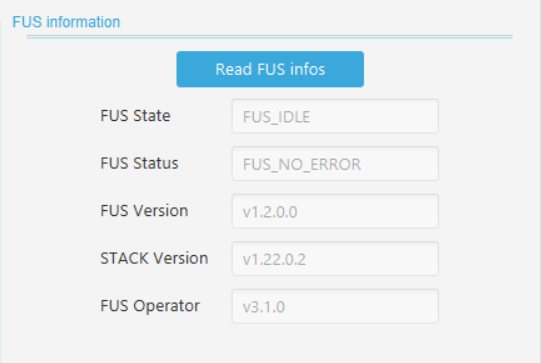 FUS information
Read FUS infos
FUS State FUS_IDLE
FUS Status FUS_NO_ERROR
FUS Version v1.2.0.0
STACK Version v1.22.0.2
FUS Operator v3.1.0